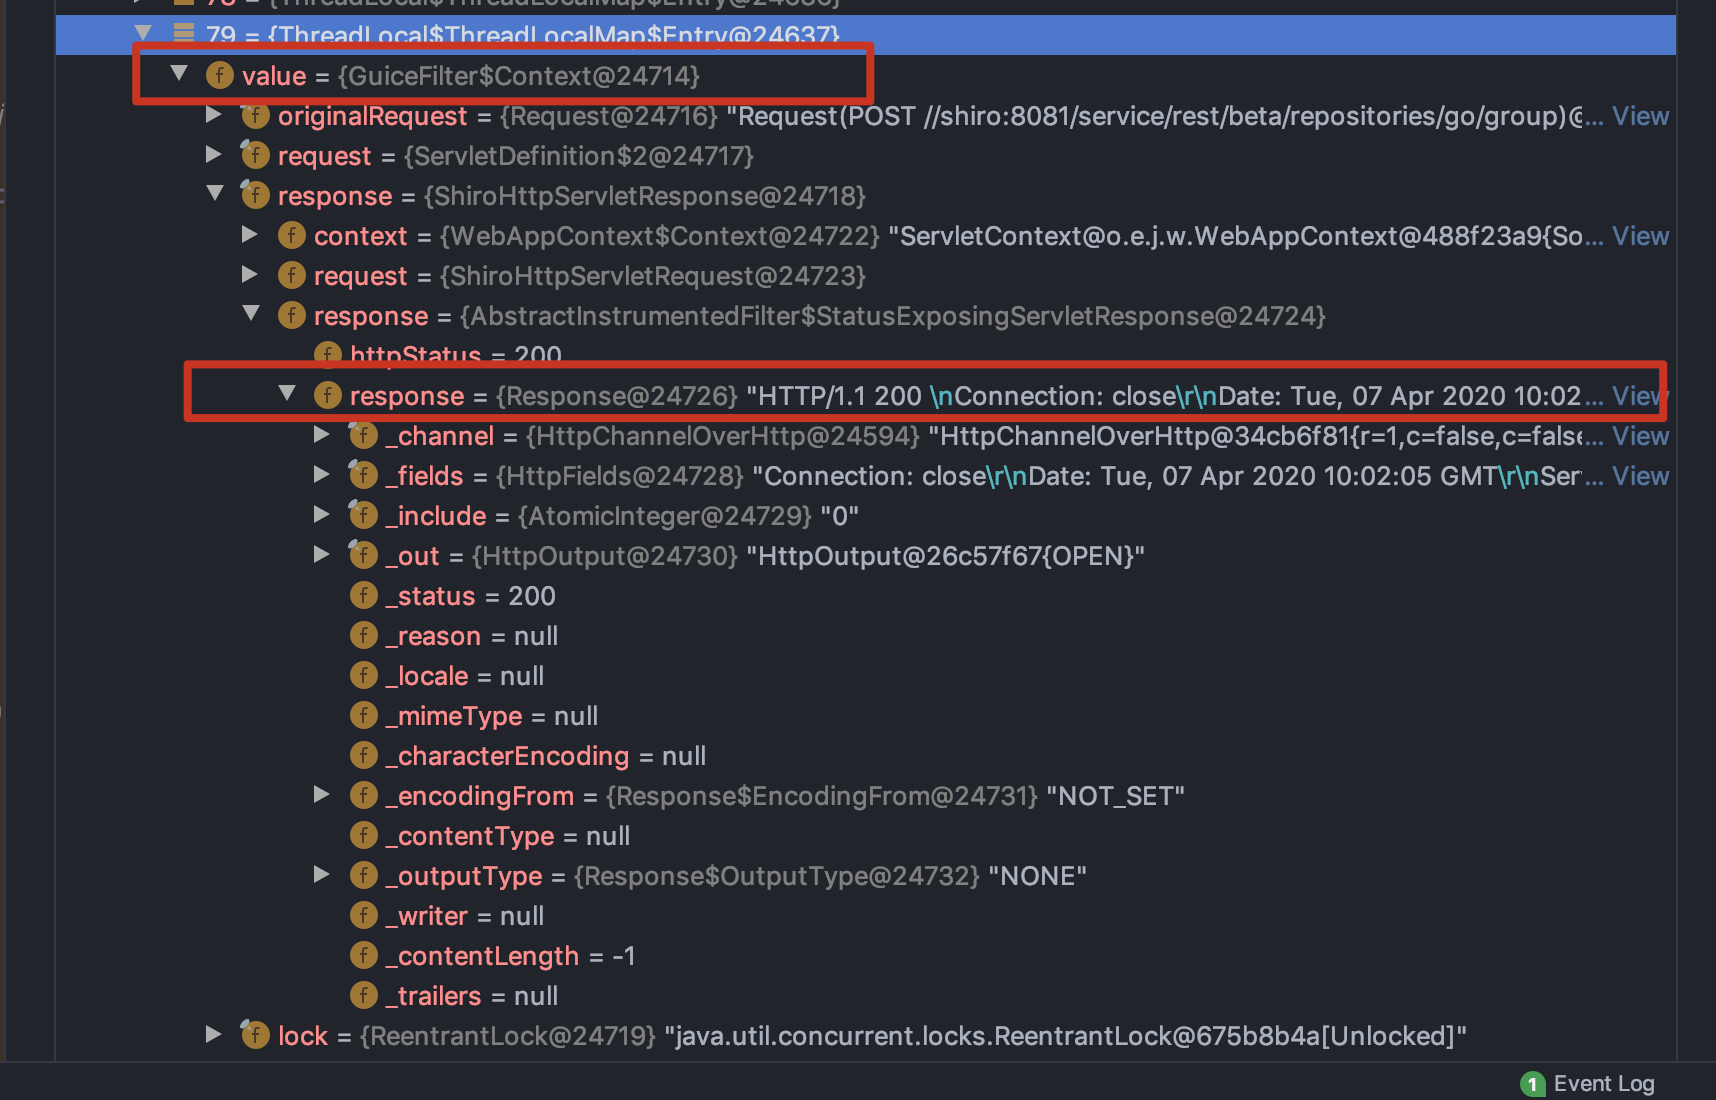 78 = {ThreadLocal$ThreadLocalMap$Entry@24636}
79 = {ThreadLocal$ThreadLocalMap$Entry@24637}
f value = {GuiceFilter$Context@24714}
f originalRequest = {Request@24716} "Request(POST //shiro:8081/service/rest/beta/repositories/go/group)@... View
f request = {ServletDefinition$2@24717}
f response = {ShiroHttpServletResponse@24718}
f context = {WebAppContext$Context@24722} "ServletContext@o.e.j.w.WebAppContext@488f23a9{So... View
f request = {ShiroHttpServletRequest@24723}
f response = {AbstractInstrumentedFilter$StatusExposingServletResponse@24724}
f httpStatus = 200
f response = {Response@24726} "HTTP/1.1 200 \nConnection: close\r\nDate: Tue, 07 Apr 2020 10:02... View
f _channel = {HttpChannelOverHttp@24594} "HttpChannelOverHttp@34cb6f81{r=1,c=false,c=false... View
f _fields = {HttpFields@24728} "Connection: close\r\nDate: Tue, 07 Apr 2020 10:02:05 GMT\r\nSer... View
f _include = {AtomicInteger@24729} "0"
f _out = {HttpOutput@24730} "HttpOutput@26c57f67{OPEN}"
f _status = 200
f _reason = null
f _locale = null
f _mimeType = null
f _characterEncoding = null
f _encodingFrom = {Response$EncodingFrom@24731} "NOT_SET"
f _contentType = null
f _outputType = {Response$OutputType@24732} "NONE"
f _writer = null
f _contentLength = -1
f _trailers = null
f lock = {ReentrantLock@24719} "java.util.concurrent.locks.ReentrantLock@675b8b4a[Unlocked]"
1 Event Log